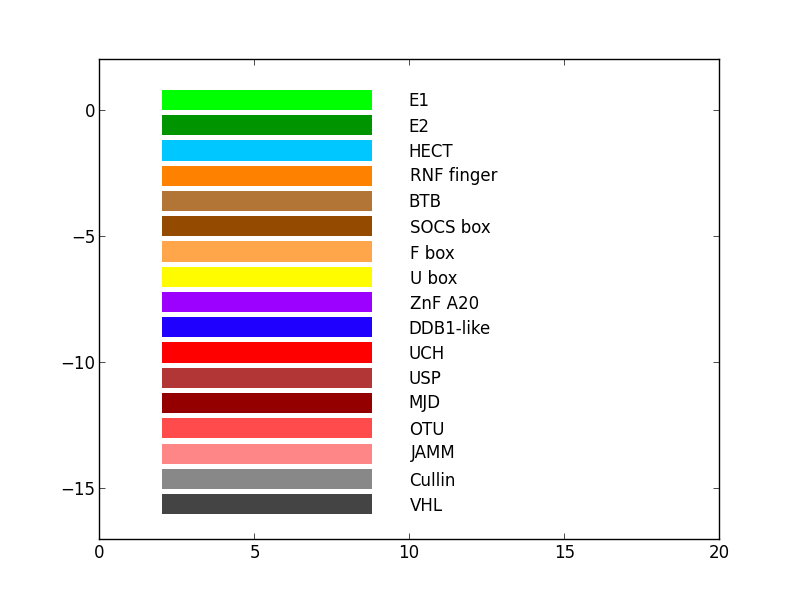 0
−5
−10
−15
E1
E2
HECT
RNF finger
BTB
SOCS box
F box
U box
ZnF A20
DDB1-like
UCH
USP
MJD
OTU
JAMM
Cullin
VHL
0 5 10 15 20